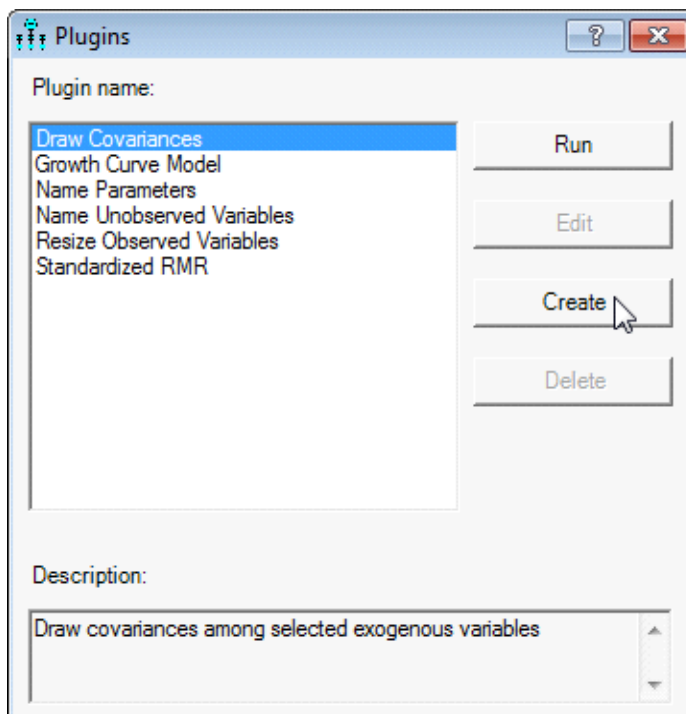 Plugins
Plugin name:
Draw Covariances
Growth Curve Model
Name Parameters
Name Unobserved Variables
Resize Observed Variables
Standardized RMR
Run
Edit
Create
Delete
Description:
Draw covariances among selected exogenous variables